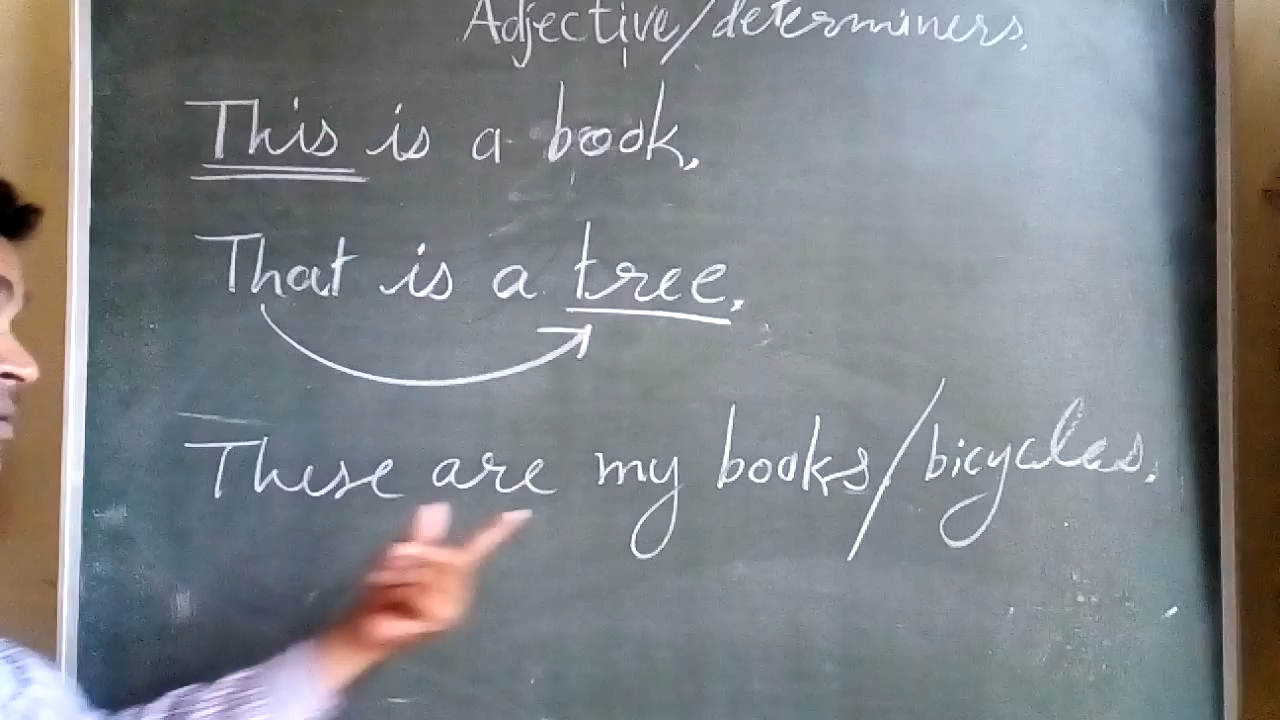 Adjective/determiners.
This is a book.
That is a tree.
These are my books/bicycles.